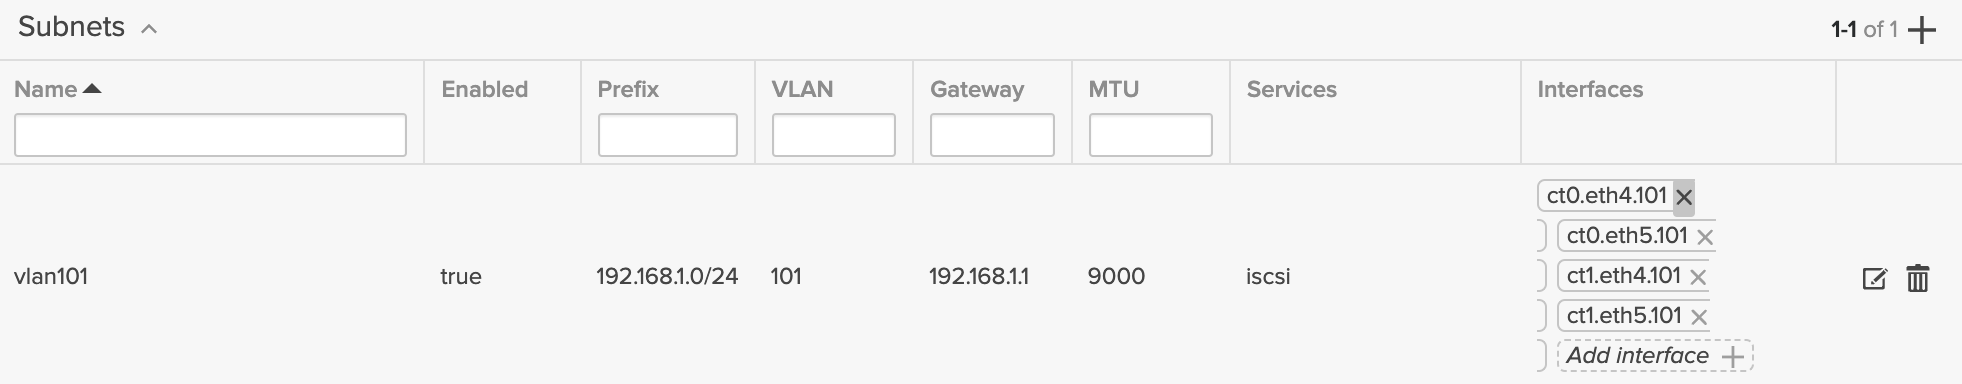 Subnets
1-1 of 1
Name Enabled Prefix VLAN Gateway MTU Services Interfaces
ct0.eth4.101
ct0.eth5.101
vlan101 true 192.168.1.0/24 101 192.168.1.1 9000 iscsi ct1.eth4.101
ct1.eth5.101
Add interface